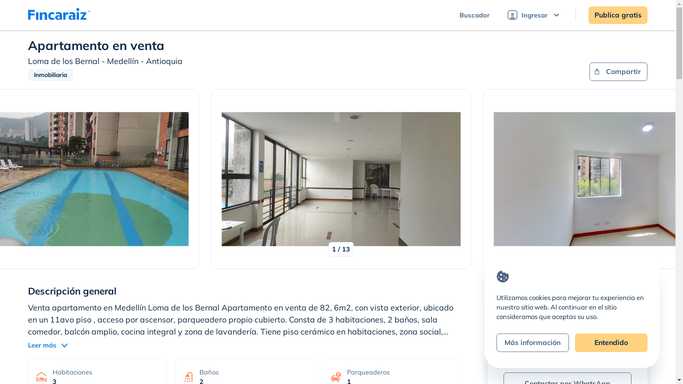 Fincaraiz
Buscador
Ingresar
Publica gratis
Apartamento en venta
Loma de los Bernal - Medellín - Antioquia
Inmobiliaria
Compartir
1 / 13
Descripción general
Venta apartamento en Medellín Loma de los Bernal Apartamento en venta de 82, 6m2, con vista exterior, ubicado
en un 11avo piso , acceso por ascensor, parqueadero propio cubierto. Consta de 3 habitaciones, 2 baños, sala
comedor, balcón amplio, cocina integral y zona de lavandería. Tiene piso cerámico en habitaciones, zona social,...
Leer más
Habitaciones
3
Baños
2
Parqueaderos
1
Utilizamos cookies para mejorar tu experiencia en
nuestro sitio web. Al continuar en el sitio
consideramos que aceptas su uso.
Más información
Entendido
Contactar por WhatsApp